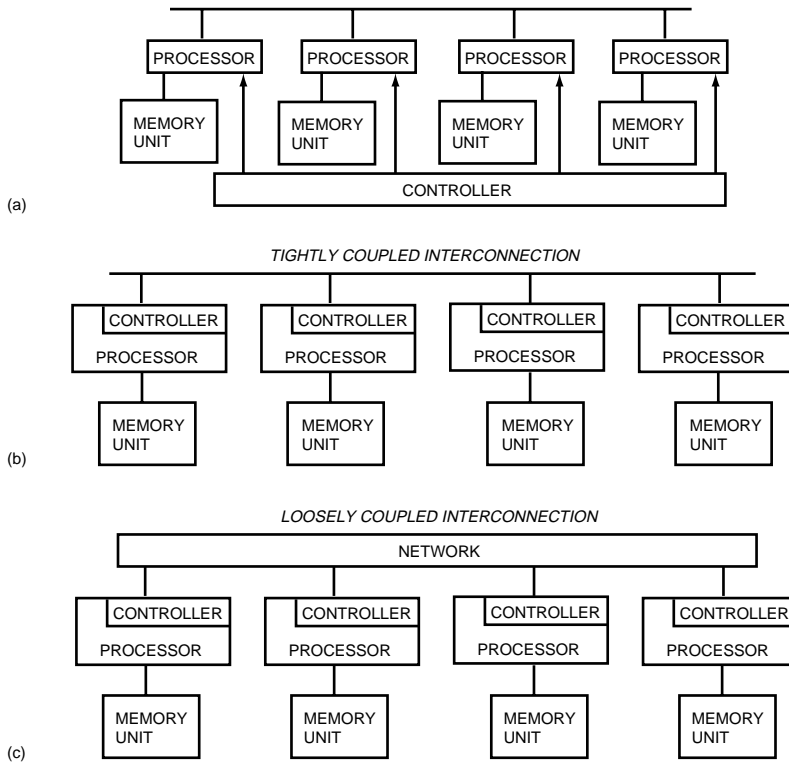 PROCESSOR PROCESSOR PROCESSOR PROCESSOR
MEMORY MEMORY MEMORY MEMORY
UNIT UNIT UNIT UNIT
CONTROLLER
(a)
TIGHTLY COUPLED INTERCONNECTION
CONTROLLER CONTROLLER CONTROLLER CONTROLLER
PROCESSOR PROCESSOR PROCESSOR PROCESSOR
MEMORY MEMORY MEMORY MEMORY
UNIT UNIT UNIT UNIT
(b)
LOOSELY COUPLED INTERCONNECTION
NETWORK
CONTROLLER CONTROLLER CONTROLLER CONTROLLER
PROCESSOR PROCESSOR PROCESSOR PROCESSOR
MEMORY MEMORY MEMORY MEMORY
UNIT UNIT UNIT UNIT
(c)